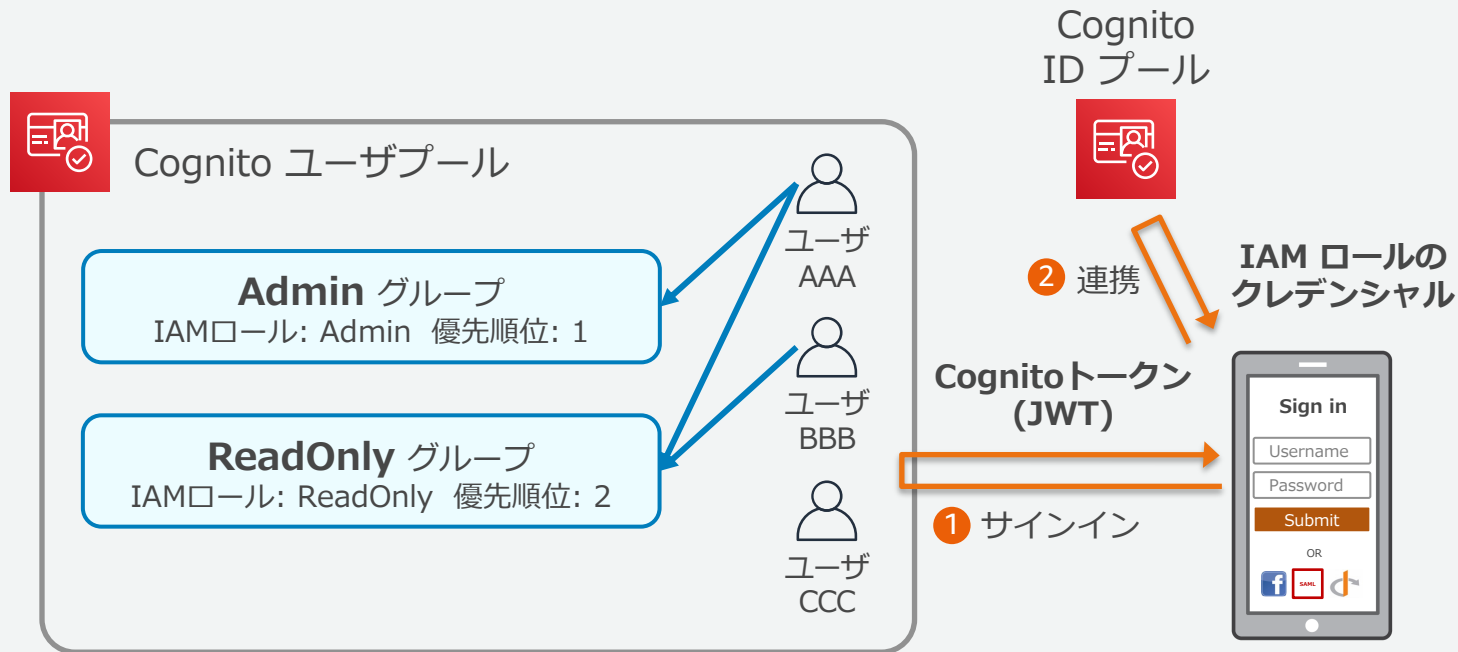 Cognito
ID プール
Cognito ユーザプール
ユーザ
AAA
Admin グループ
IAMロール: Admin 優先順位: 1
ユーザ
BBB
ReadOnly グループ
IAMロール: ReadOnly 優先順位: 2
ユーザ
CCC
2 連携
IAM ロールの
クレデンシャル
Cognitoトークン
(JWT)
1 サインイン
Sign in
Username
Password
Submit
OR
f
SAML